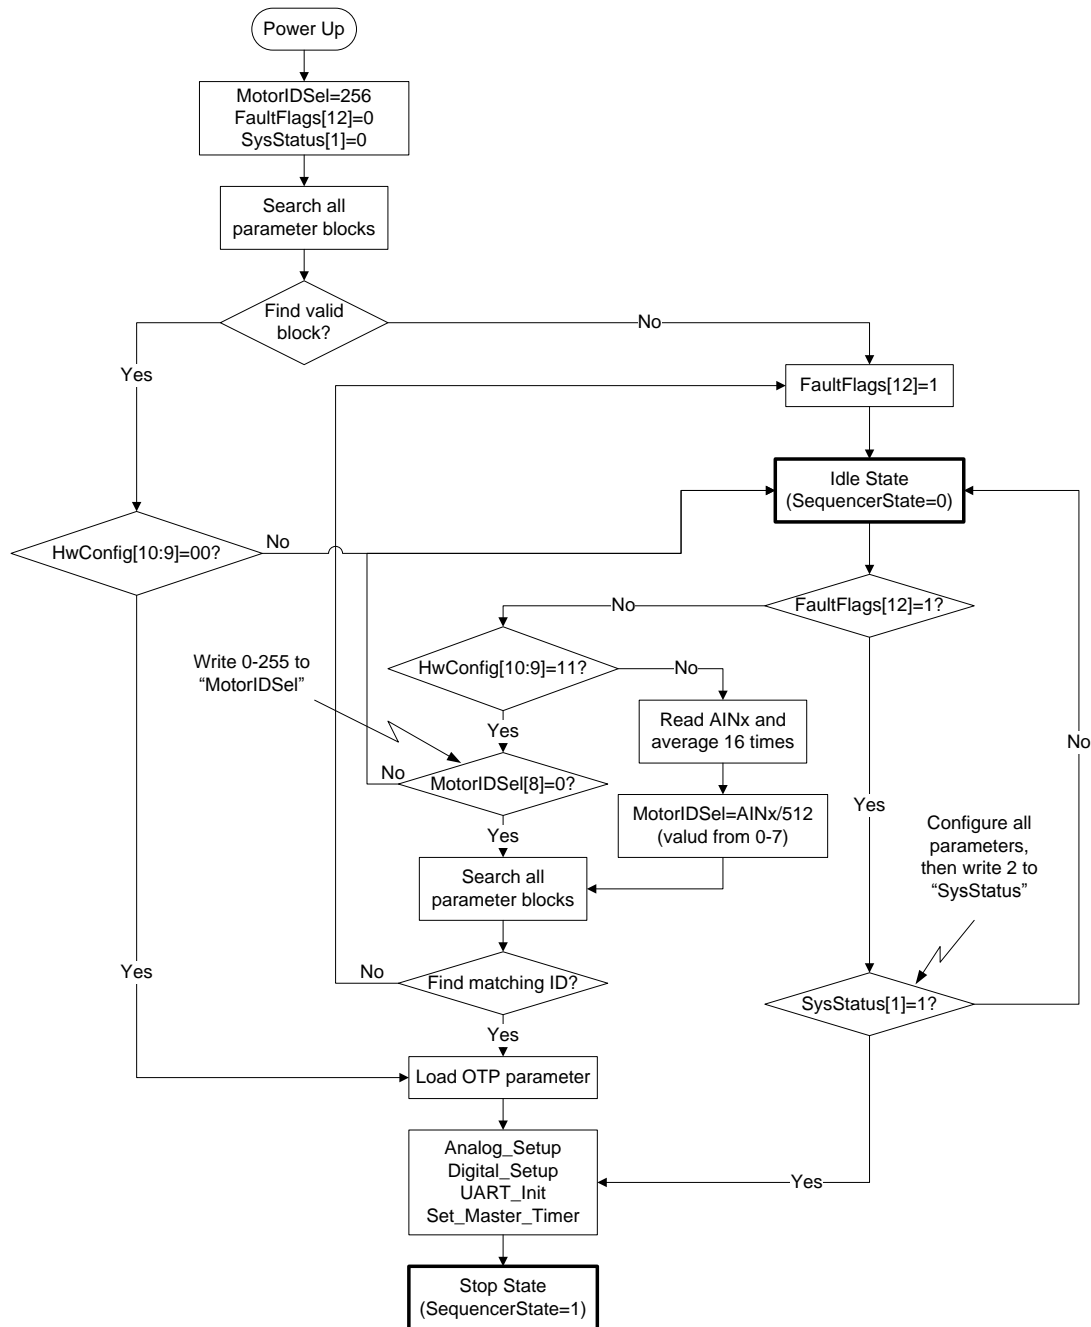 Power Up
MotorIDSel=256
FaultFlags[12]=0
SysStatus[1]=0
Search all
parameter blocks
Find valid
block?
No
Yes
FaultFlags[12]=1
Idle State
(SequencerState=0)
HwConfig[10:9]=00?
No
FaultFlags[12]=1?
No
Write 0-255 to
“MotorIDSel”
HwConfig[10:9]=11?
No
Read AINx and
average 16 times
Yes
No
MotorIDSel[8]=0?
No
MotorIDSel=AINx/512
(valud from 0-7)
Yes
Configure all
parameters,
then write 2 to
“SysStatus”
Yes
Search all
parameter blocks
Yes
No
Find matching ID?
SysStatus[1]=1?
Yes
Load OTP parameter
Analog_Setup
Digital_Setup
UART_Init
Set_Master_Timer
Yes
Stop State
(SequencerState=1)